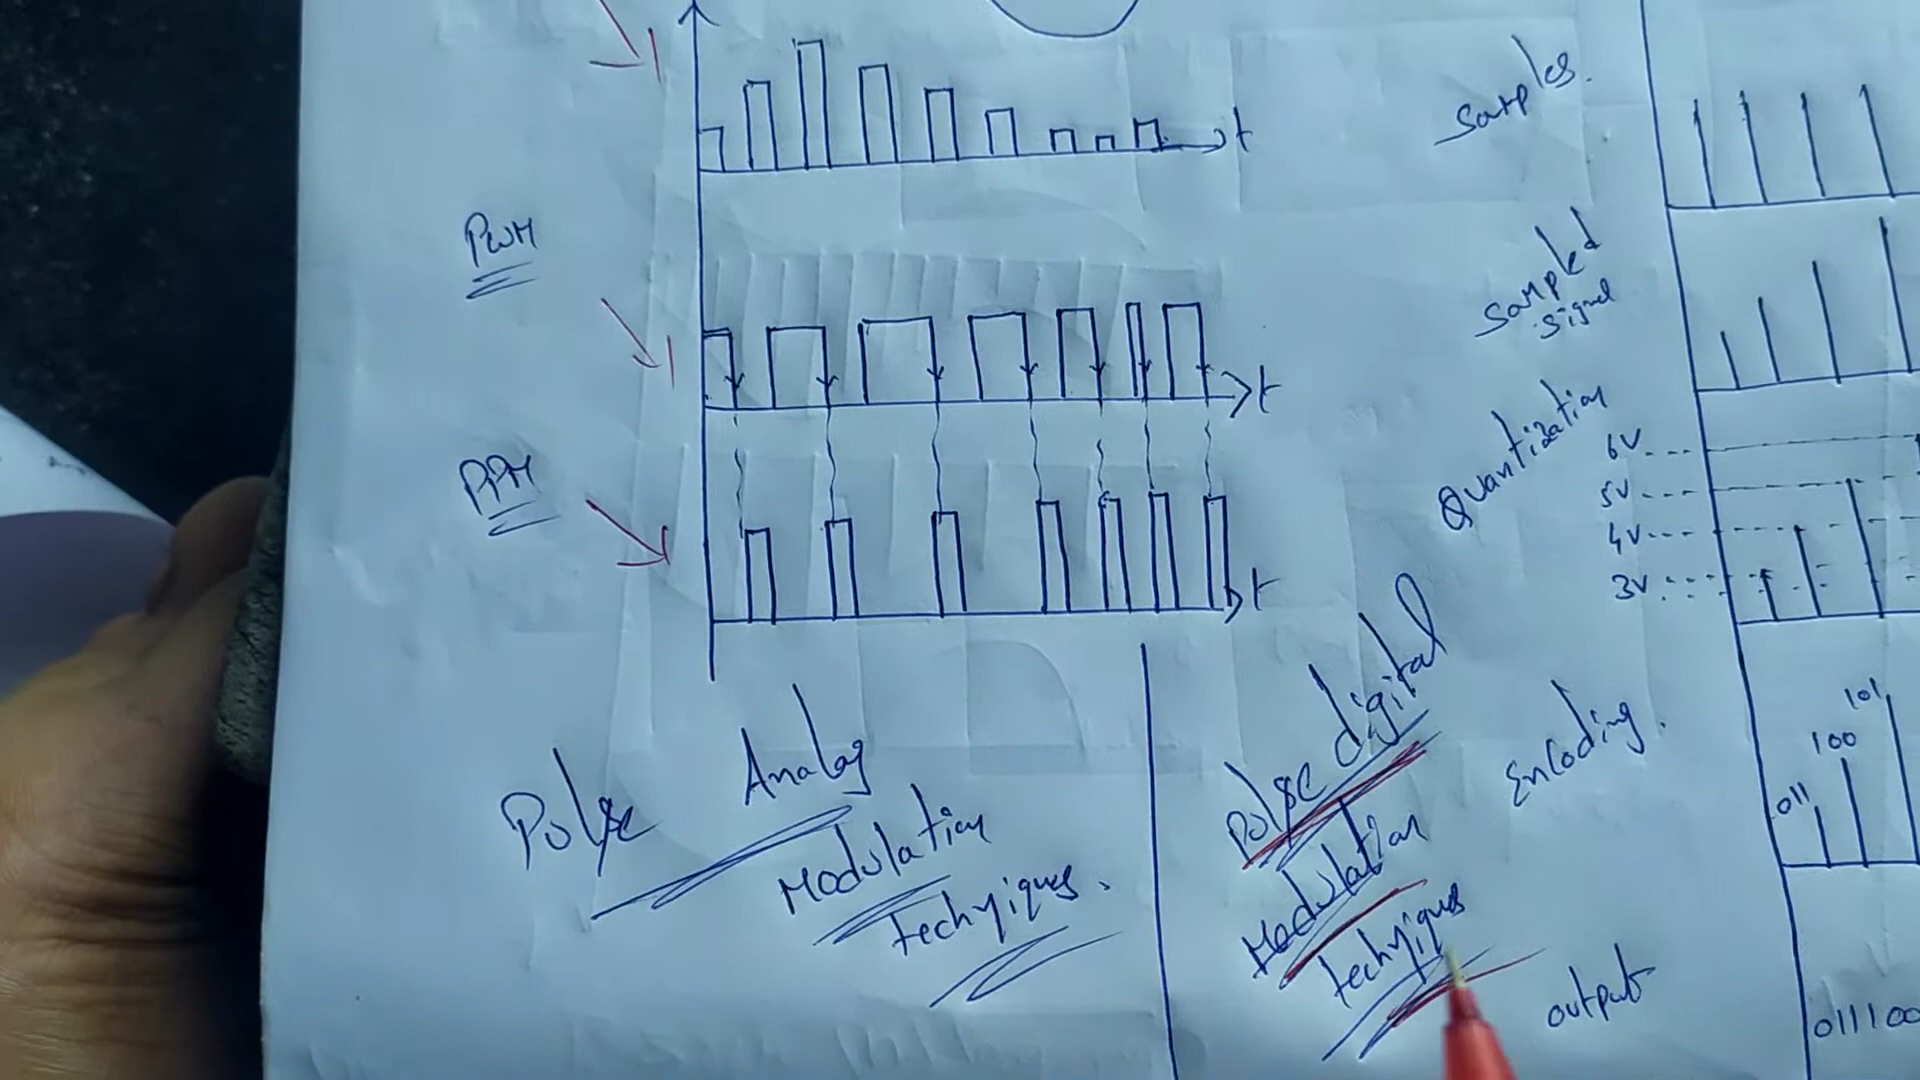 t
PWM
t
PPM
t
Pulse Analog
Modulation
techniques.
Pulse digital
Modulation
techniques
Samples.
Sampled
signal
Quantization
6V
5V
4V
3V
Encoding.
011
100
101
output
011100